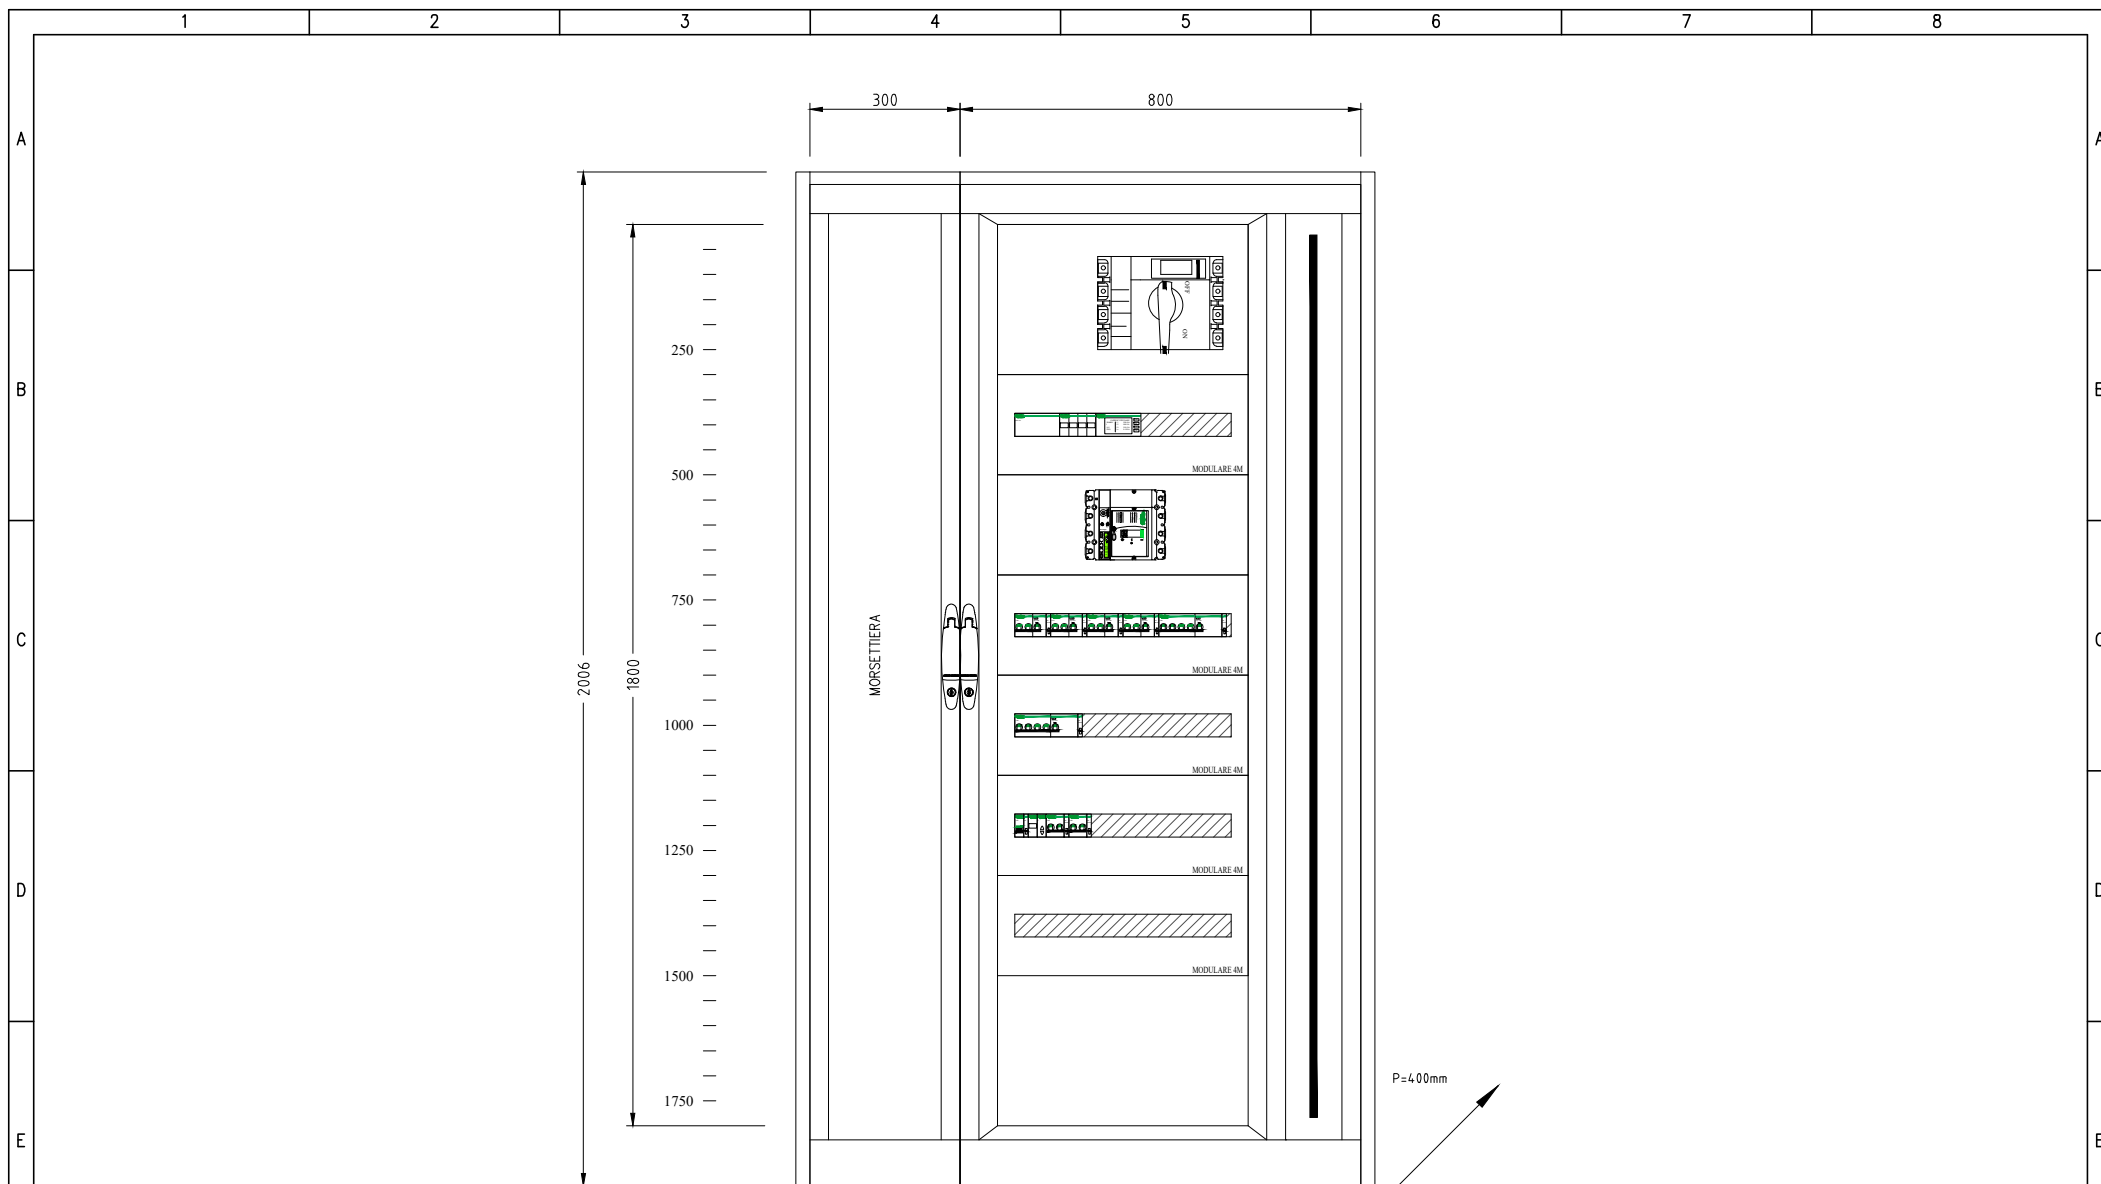 1 2 3 4 5 6 7 8
300 800
A A
OFF
ON
250
B B
MODULARE 4M
500
750
C C
MORSETTIERA
MODULARE 4M
2006
1800
1000
MODULARE 4M
1250
MODULARE 4M
D D
MODULARE 4M
1500
P=400mm
1750
E E